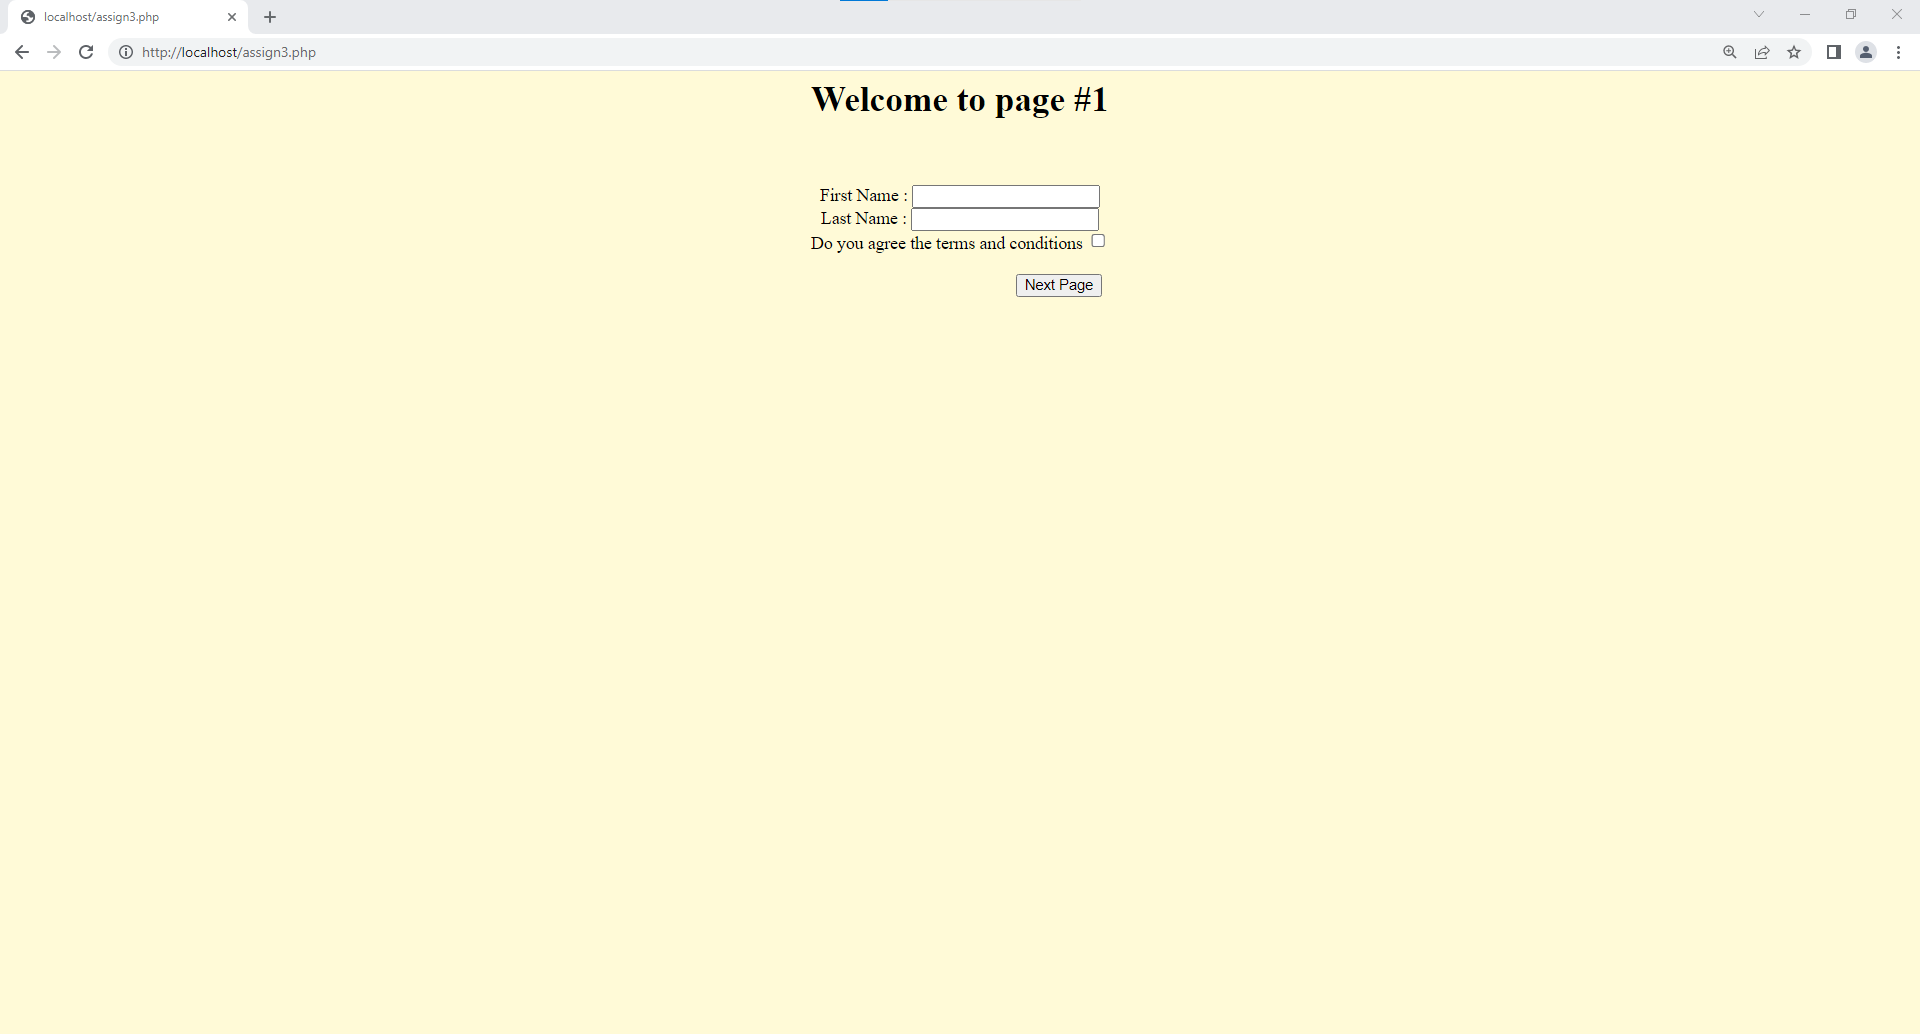 localhost/assign3.php
http://localhost/assign3.php
Welcome to page #1
First Name :
Last Name :
Do you agree the terms and conditions
Next Page